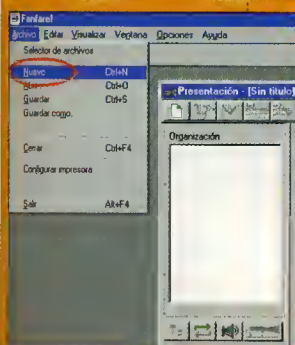 Fanfare!
Archivo Editar Visualizar Ventana Opciones Ayuda
Selector de archivos
Nuevo Ctrl+N
Ctrl+O
Guardar Ctrl+S
Guardar como.
Cerrar Ctrl+F4
Configurar impresora
Salir Alt+F4
Presentación - [Sin título]
Organización